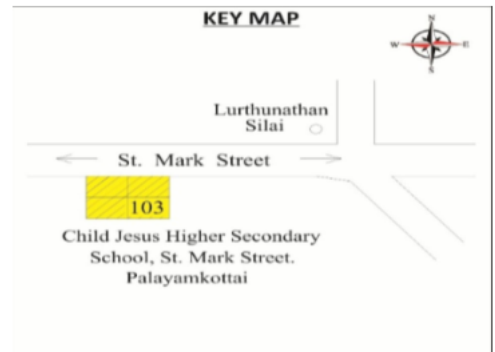 KEY MAP
N
W E
S
Lurthunathan
Silai
St. Mark Street
103
Child Jesus Higher Secondary
School, St. Mark Street.
Palayamkottai